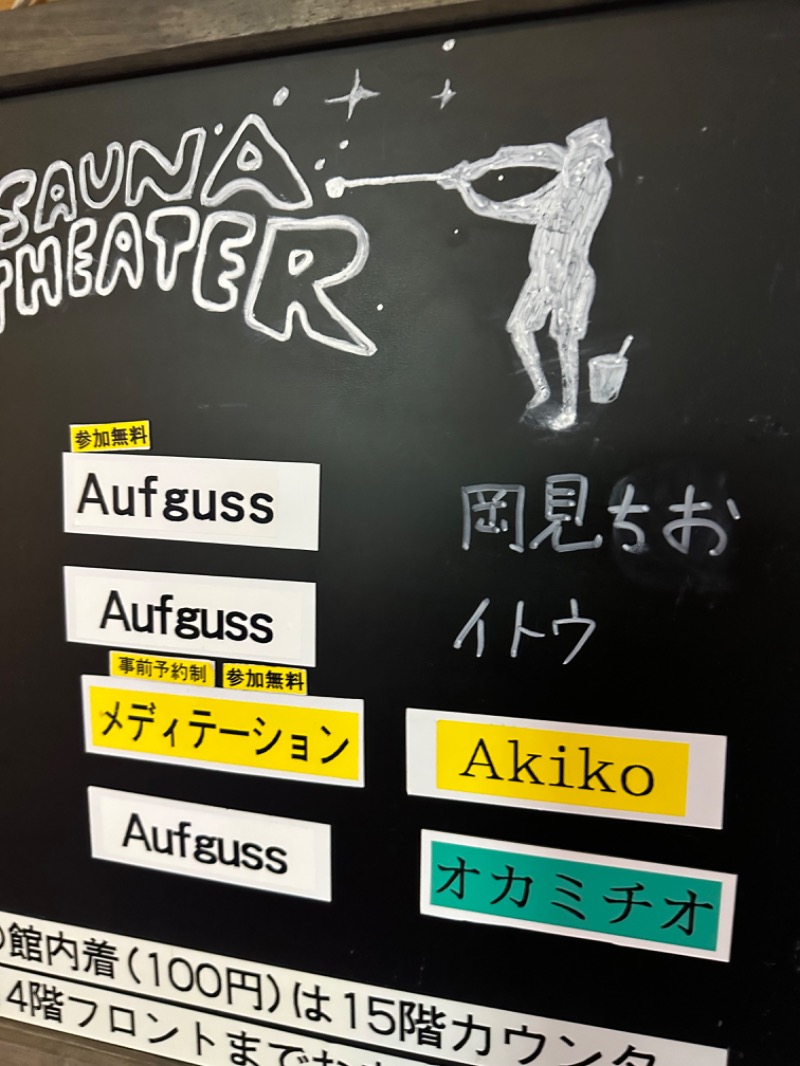 SAUNA
THEATER
参加無料
Aufguss 岡見ちお
Aufguss イトウ
事前予約制 参加無料
メディテーション Akiko
Aufguss オカミチオ
館内着(100円)は15階カウンタ
4階フロントまで